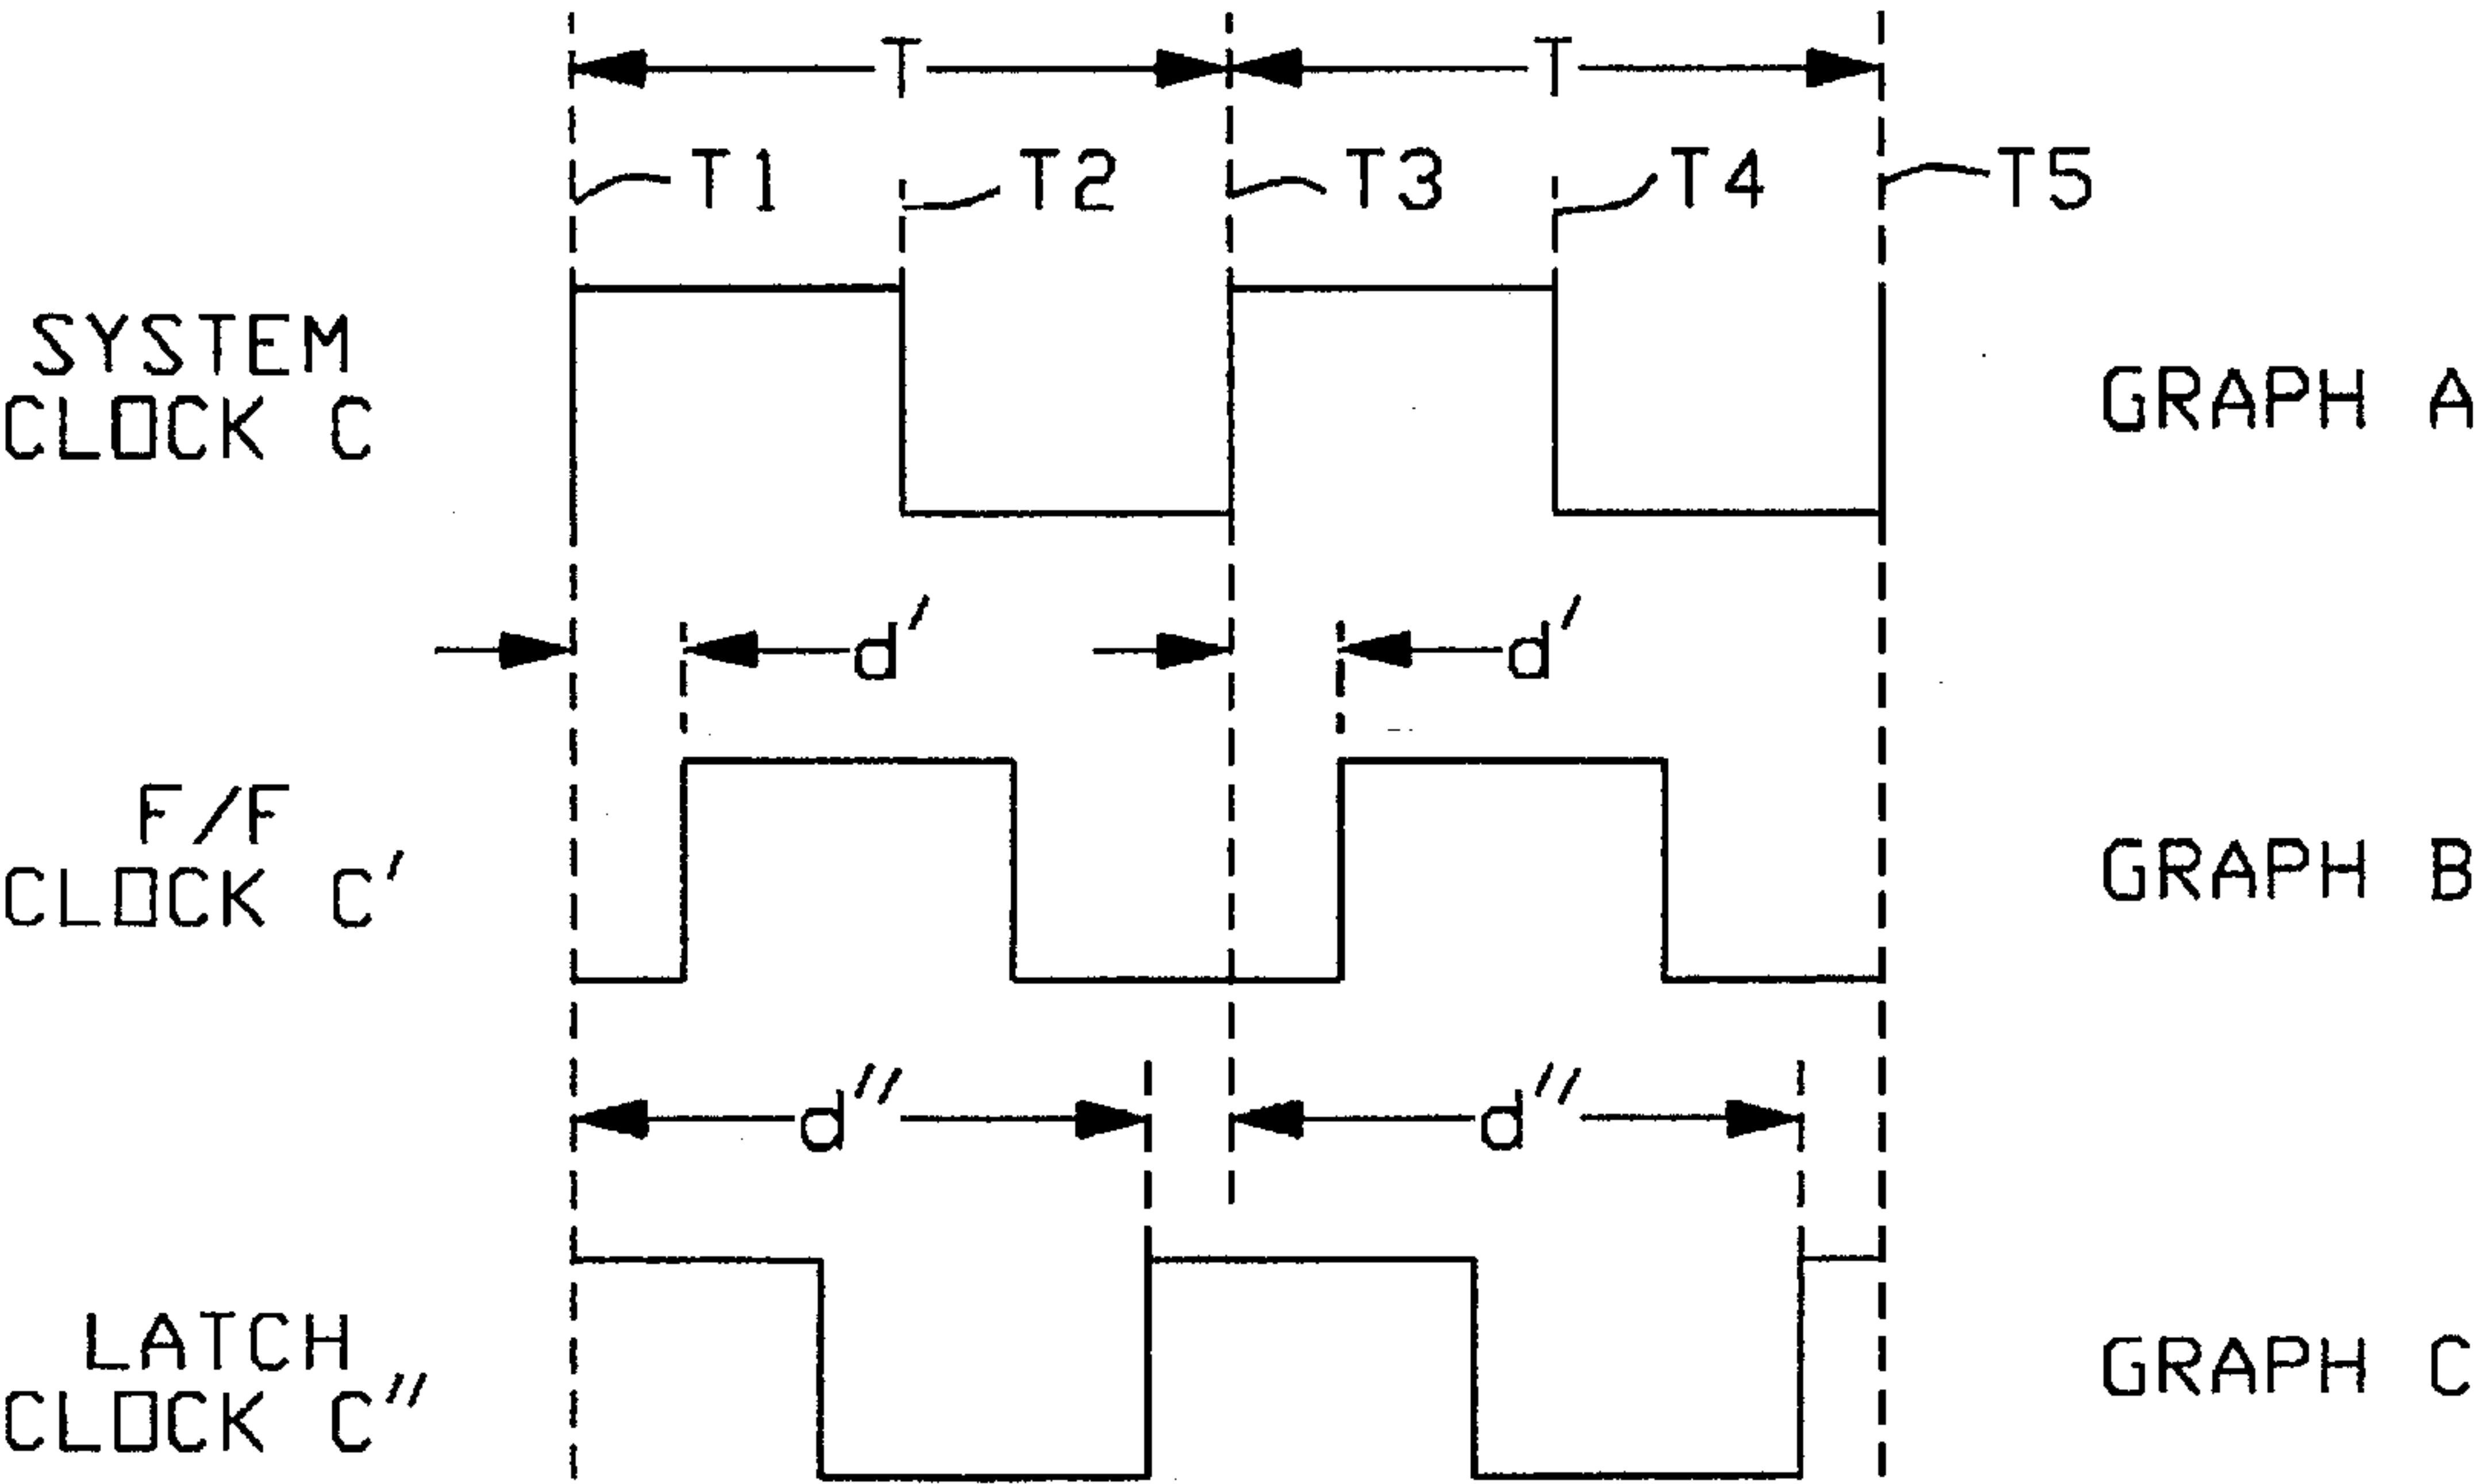 T T
T1 T2 T3 T4 T5
SYSTEM
CLOCK C
GRAPH A
d' d'
F/F
CLOCK C'
GRAPH B
d" d"
LATCH
CLOCK C"
GRAPH C